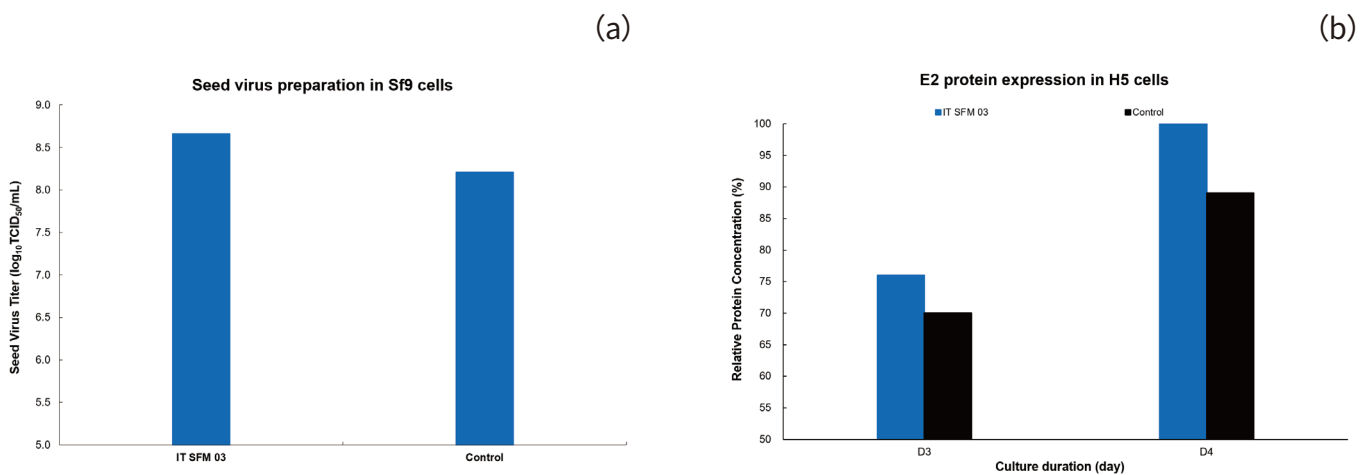 (a)
Seed virus preparation in Sf9 cells
Seed Virus Titer (log₁₀TCID₅₀/mL)
9.0
8.5
8.0
7.5
7.0
6.5
6.0
5.5
5.0
IT SFM 03
Control
(b)
E2 protein expression in H5 cells
IT SFM 03
Control
Relative Protein Concentration (%)
100
95
90
85
80
75
70
65
60
55
50
D3
D4
Culture duration (day)